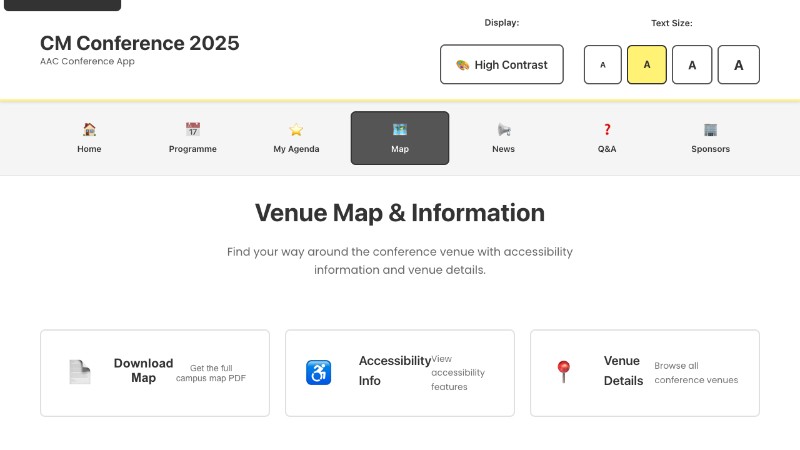 CM Conference 2025
AAC Conference App
Display:
High Contrast
Text Size:
A
A
A
A
17
Home
Programme
My Agenda
Map
News
Q&A
Sponsors
Venue Map & Information
Find your way around the conference venue with accessibility
information and venue details.
Download
Map
Get the full
campus map PDF
Accessibility
Info
View
accessibility
features
Venue
Details
Browse all
conference venues